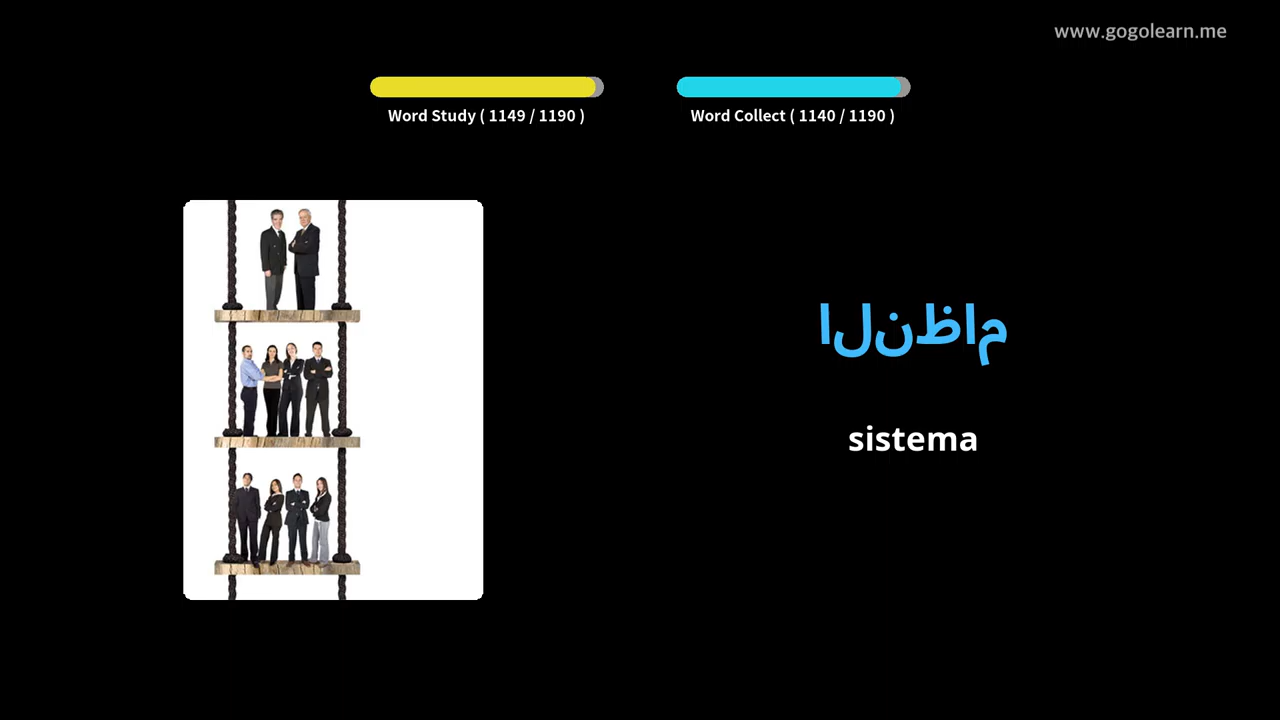 www.gogolearn.me
Word Study ( 1149 / 1190 )
Word Collect ( 1140 / 1190 )
النظام
sistema